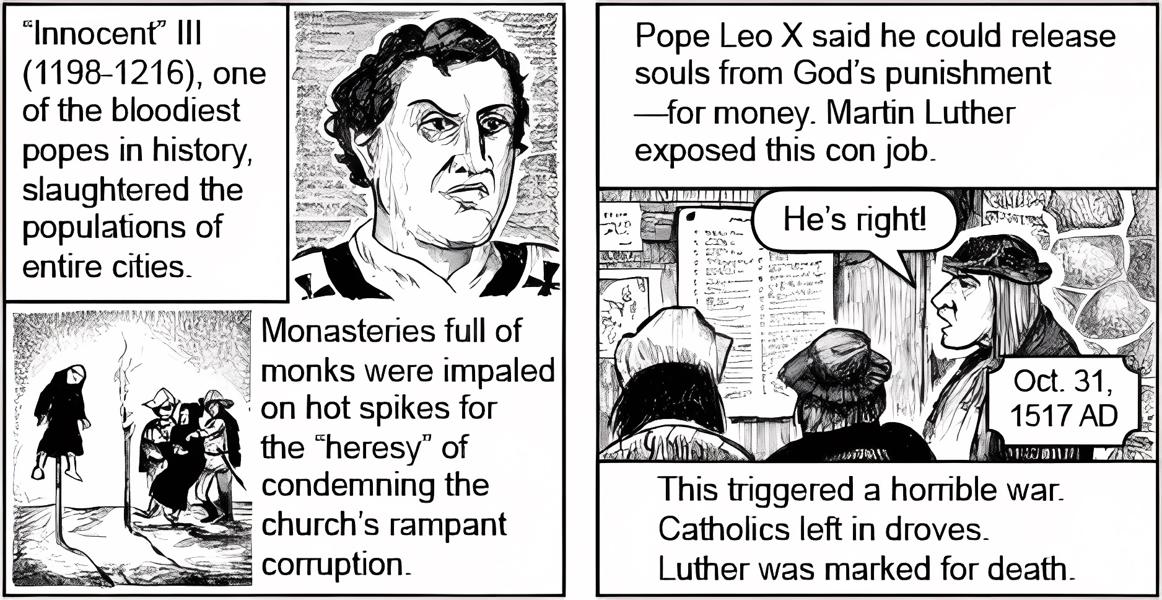 “Innocent” III
(1198-1216), one
of the bloodiest
popes in history,
slaughtered the
populations of
entire cities.
Monasteries full of
monks were impaled
on hot spikes for
the “heresy” of
condemning the
church’s rampant
corruption.
Pope Leo X said he could release
souls from God’s punishment
—for money. Martin Luther
exposed this con job.
He’s right!
Oct. 31,
1517 AD
This triggered a horrible war.
Catholics left in droves.
Luther was marked for death.